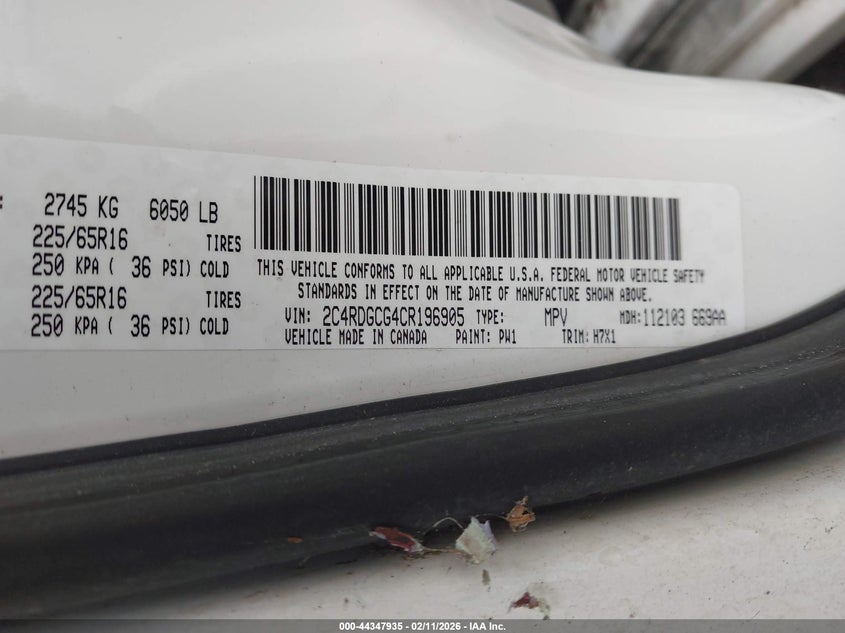 : 2745 KG 6050 LB
225/65R16 TIRES
250 KPA ( 36 PSI) COLD
225/65R16 TIRES
250 KPA ( 36 PSI) COLD
THIS VEHICLE CONFORMS TO ALL APPLICABLE U.S.A. FEDERAL MOTOR VEHICLE SAFETY
STANDARDS IN EFFECT ON THE DATE OF MANUFACTURE SHOWN ABOVE.
VIN: 2C4RDGCG4CR196905 TYPE: MPV MDH:112103 669AA
VEHICLE MADE IN CANADA PAINT: PW1 TRIM: H7X1
000-44347935 - 02/11/2026 - IAA Inc.